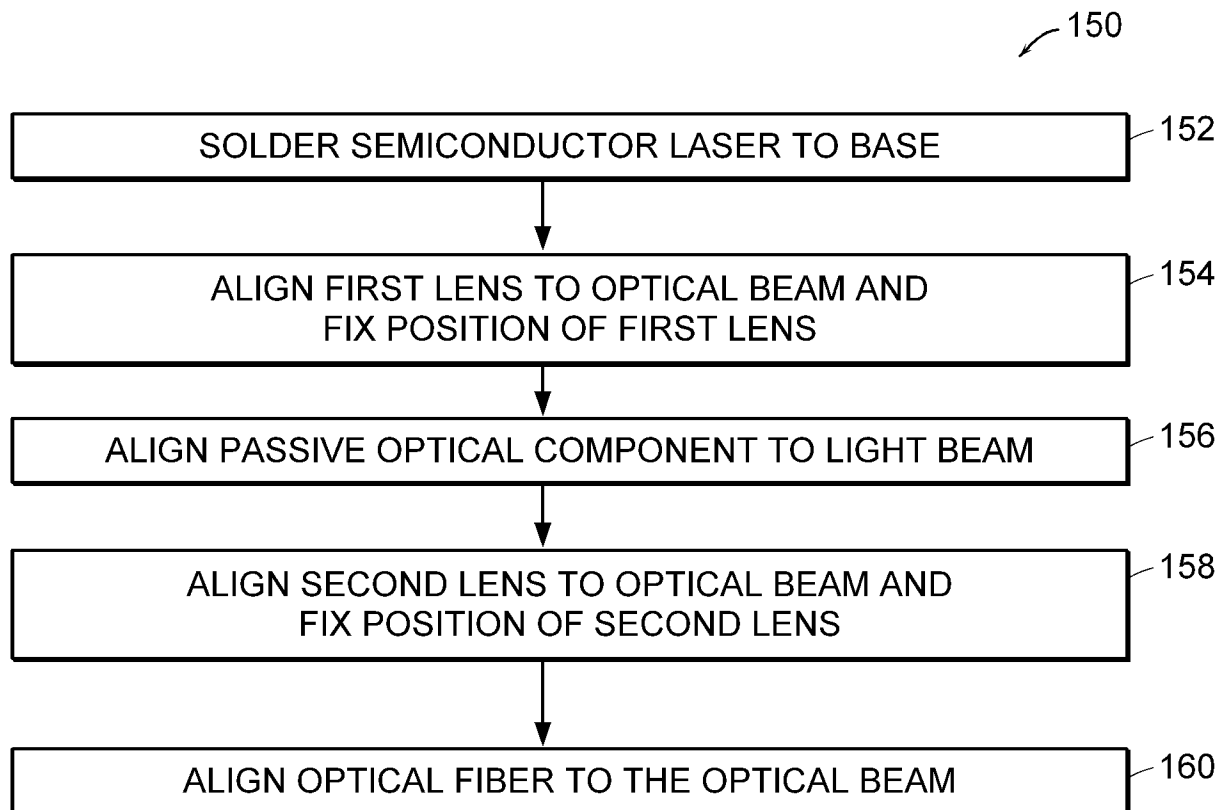 150
SOLDER SEMICONDUCTOR LASER TO BASE
152
ALIGN FIRST LENS TO OPTICAL BEAM AND
FIX POSITION OF FIRST LENS
154
ALIGN PASSIVE OPTICAL COMPONENT TO LIGHT BEAM
156
ALIGN SECOND LENS TO OPTICAL BEAM AND
FIX POSITION OF SECOND LENS
158
ALIGN OPTICAL FIBER TO THE OPTICAL BEAM
160